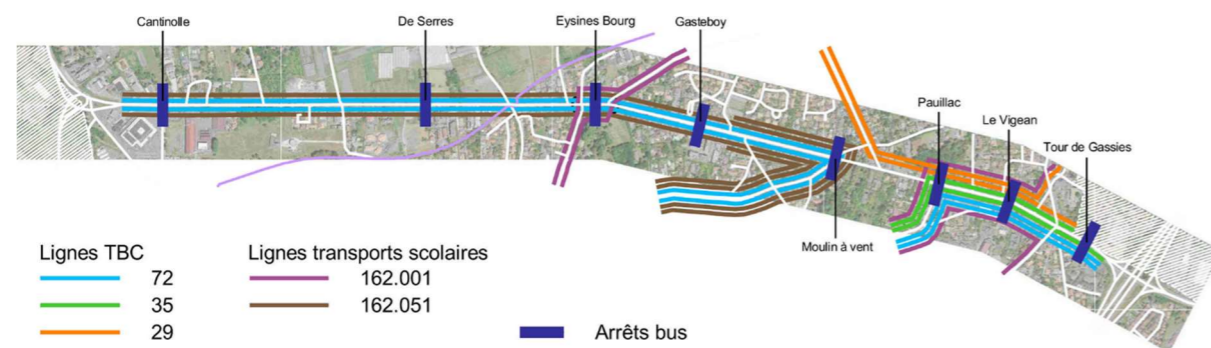 Cantinolle
De Serres
Eysines Bourg
Gasteboy
Pauillac
Le Vigean
Tour de Gassies
Moulin à vent
Lignes TBC
72
35
29
Lignes transports scolaires
162.001
162.051
Arrêts bus